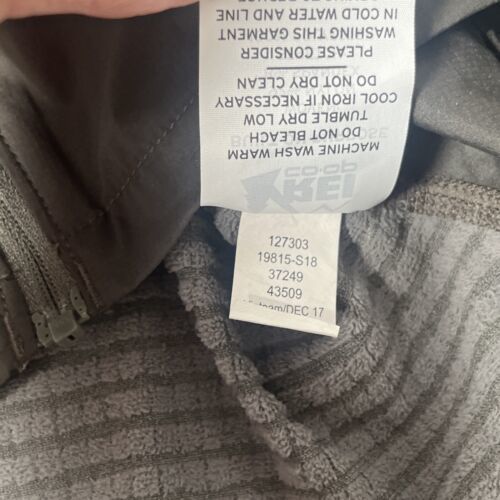 MACHINE WASH WARM
DO NOT BLEACH
TUMBLE DRY LOW
COOL IRON IF NECESSARY
DO NOT DRY CLEAN
PLEASE CONSIDER
WASHING THIS GARMENT
IN COLD WATER AND LINE
REI
co·op
127303
19815-S18
37249
43509
Vietnam/DEC 17